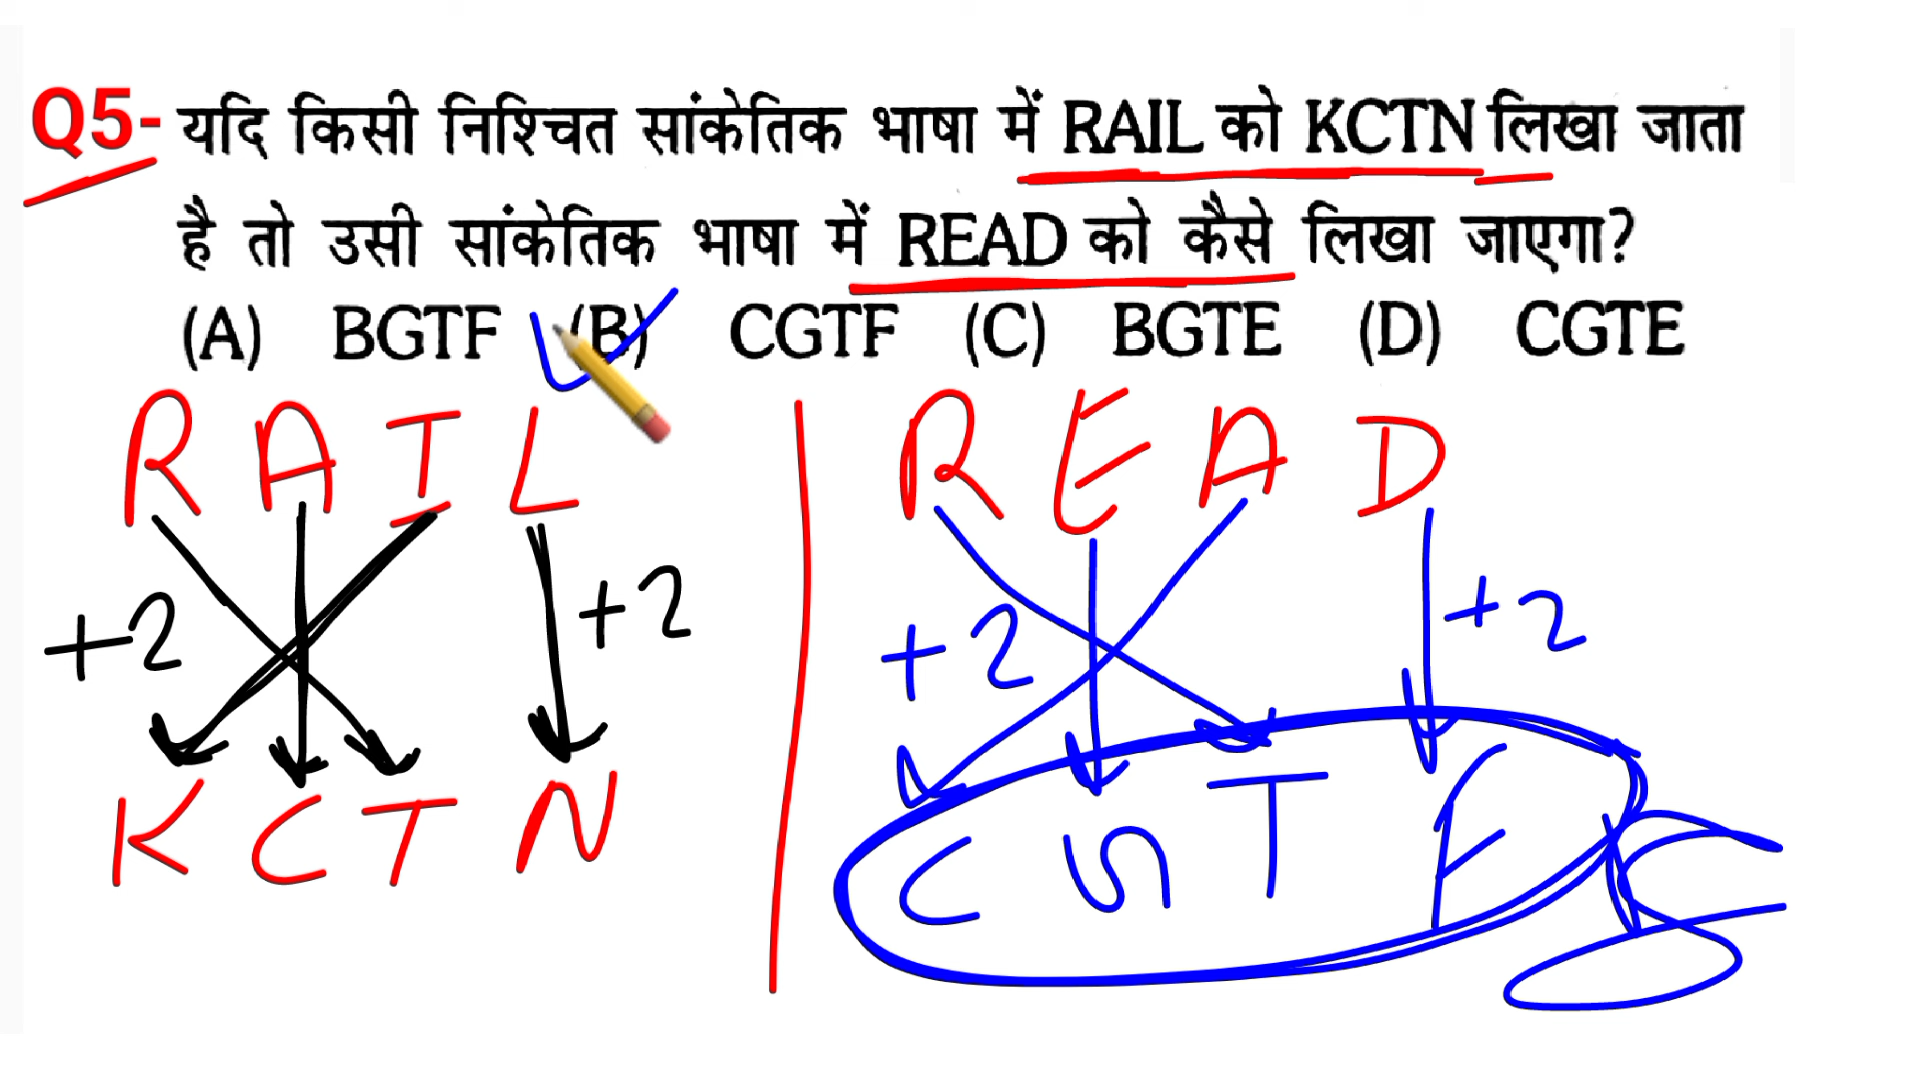 Q5- यदि किसी निश्चित सांकेतिक भाषा में RAIL को KCTN लिखा जाता
है तो उसी सांकेतिक भाषा में READ को कैसे लिखा जाएगा?
(A) BGTF (B) CGTF (C) BGTE (D) CGTE
R A I L R E A D
+2 +2 +2 +2
K C T N C G T F